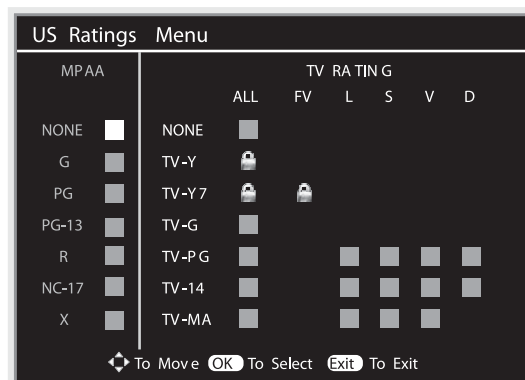 US Ratings Menu
MPAA TV RATING
ALL FV L S V D
NONE NONE
G TV-Y
PG TV-Y7
PG-13 TV-G
R TV-PG
NC-17 TV-14
X TV-MA
To Move OK To Select Exit To Exit